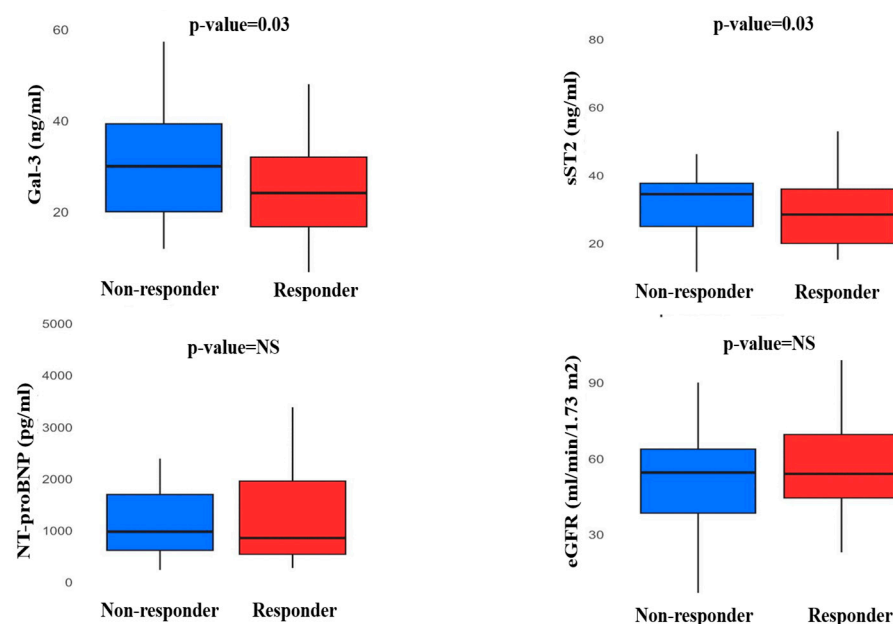 p-value=0.03
60
40
20
Gal-3 (ng/ml)
Non-responder
Responder
p-value=0.03
80
60
40
20
sST2 (ng/ml)
Non-responder
Responder
p-value=NS
5000
4000
3000
2000
1000
0
NT-proBNP (pg/ml)
Non-responder
Responder
p-value=NS
90
60
30
eGFR (ml/min/1.73 m2)
Non-responder
Responder